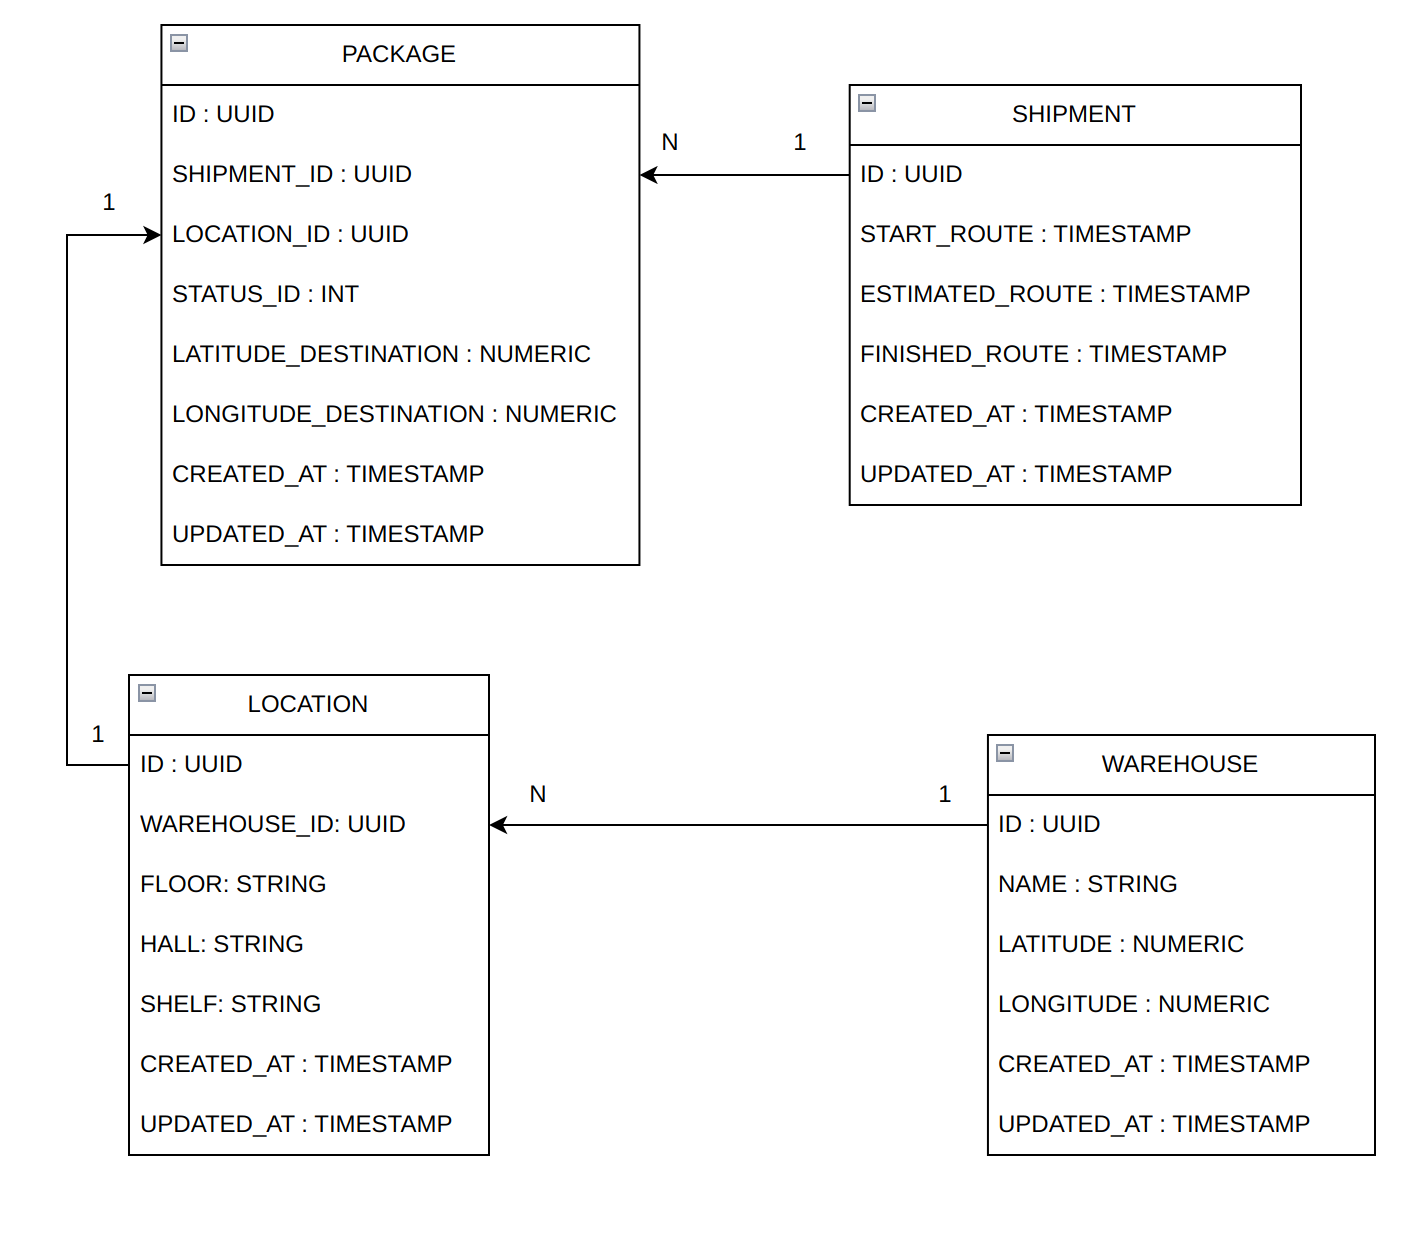 PACKAGE
ID : UUID
SHIPMENT_ID : UUID
LOCATION_ID : UUID
STATUS_ID : INT
LATITUDE_DESTINATION : NUMERIC
LONGITUDE_DESTINATION : NUMERIC
CREATED_AT : TIMESTAMP
UPDATED_AT : TIMESTAMP
N
1
SHIPMENT
ID : UUID
START_ROUTE : TIMESTAMP
ESTIMATED_ROUTE : TIMESTAMP
FINISHED_ROUTE : TIMESTAMP
CREATED_AT : TIMESTAMP
UPDATED_AT : TIMESTAMP
1
1
LOCATION
ID : UUID
WAREHOUSE_ID: UUID
FLOOR: STRING
HALL: STRING
SHELF: STRING
CREATED_AT : TIMESTAMP
UPDATED_AT : TIMESTAMP
N
1
WAREHOUSE
ID : UUID
NAME : STRING
LATITUDE : NUMERIC
LONGITUDE : NUMERIC
CREATED_AT : TIMESTAMP
UPDATED_AT : TIMESTAMP